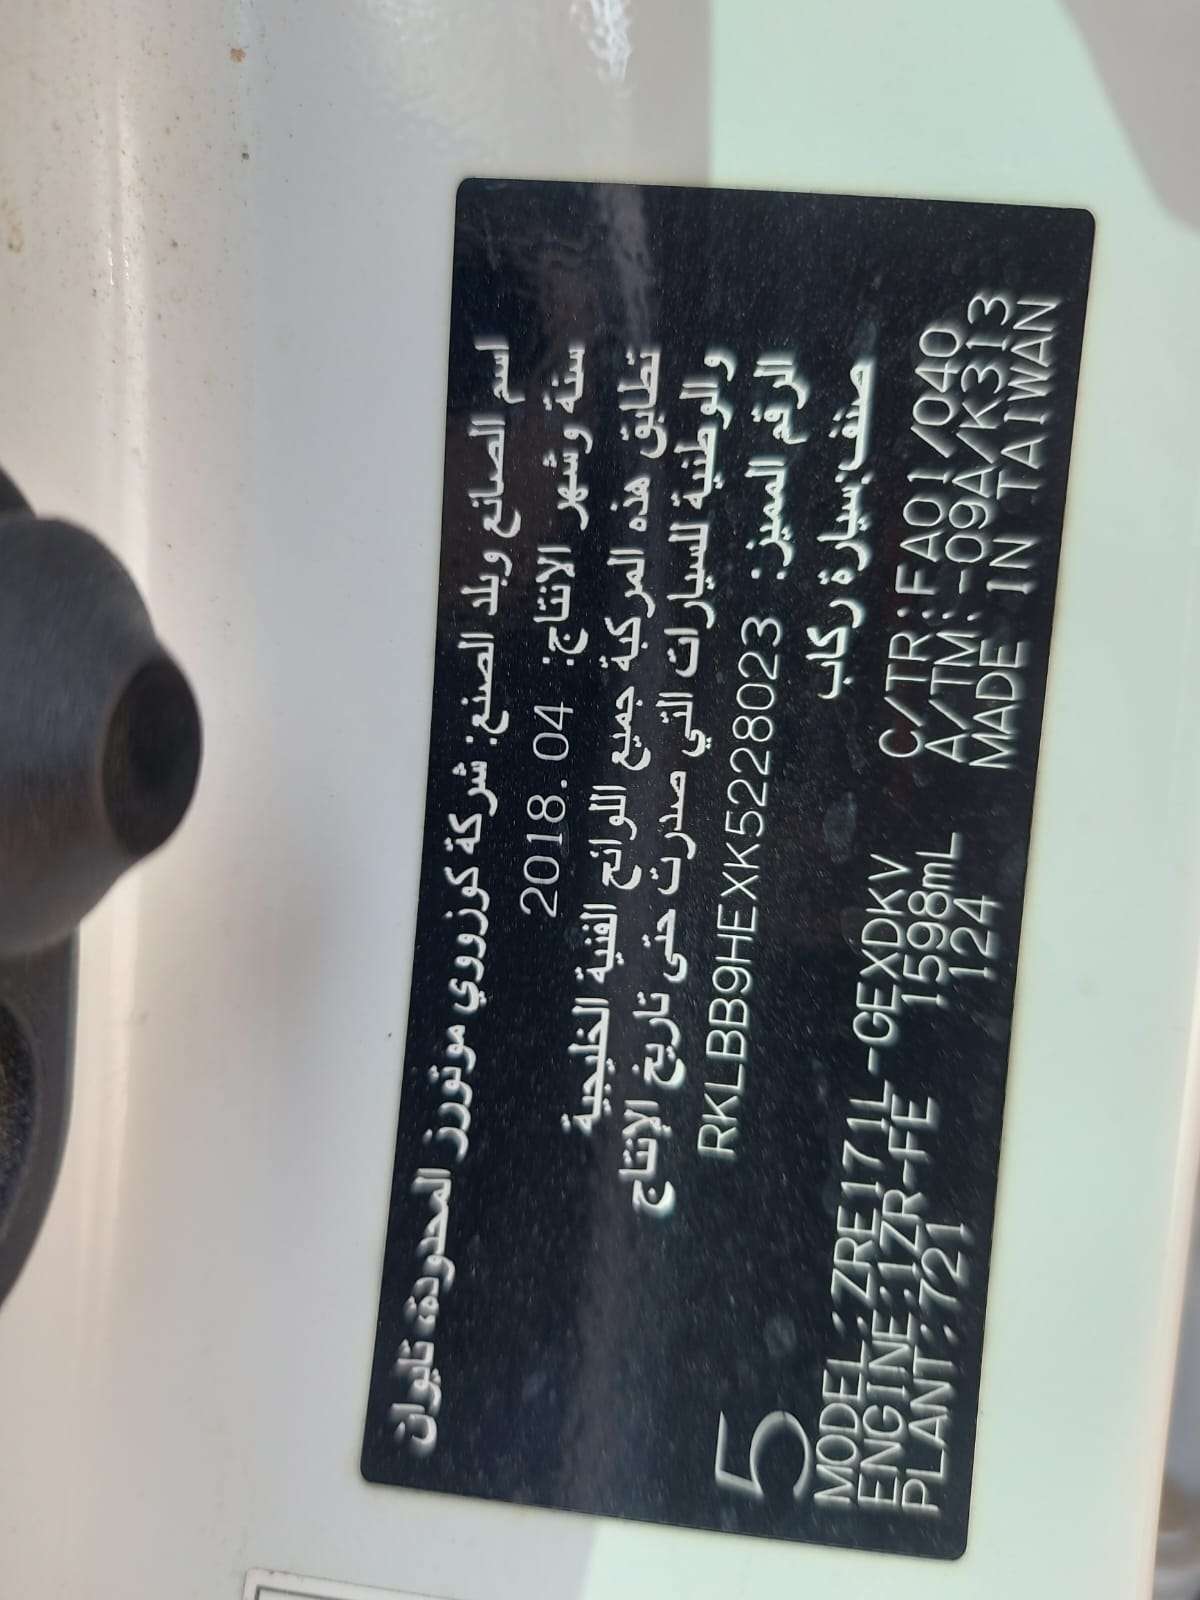 اسم الصانع وبلد الصنع: شركة كوزووي موتورز المحدودة تايوان
سنة وشهر الانتاج: 2018.04
تطابق هذه المركبة جميع اللوائح الفنية الخليجية
والوطنية للسيارات التي صدرت حتى تاريخ الإنتاج
الرقم المميز: RKLBB9HEXK5228023
صنف:سيارة ركاب
5
MODEL:ZRE171L-GEXDKV C/TR:FA01/040
ENGINE:1ZR-FE 1598mL A/TM:-09A/K313
PLANT:721 124 MADE IN TAIWAN